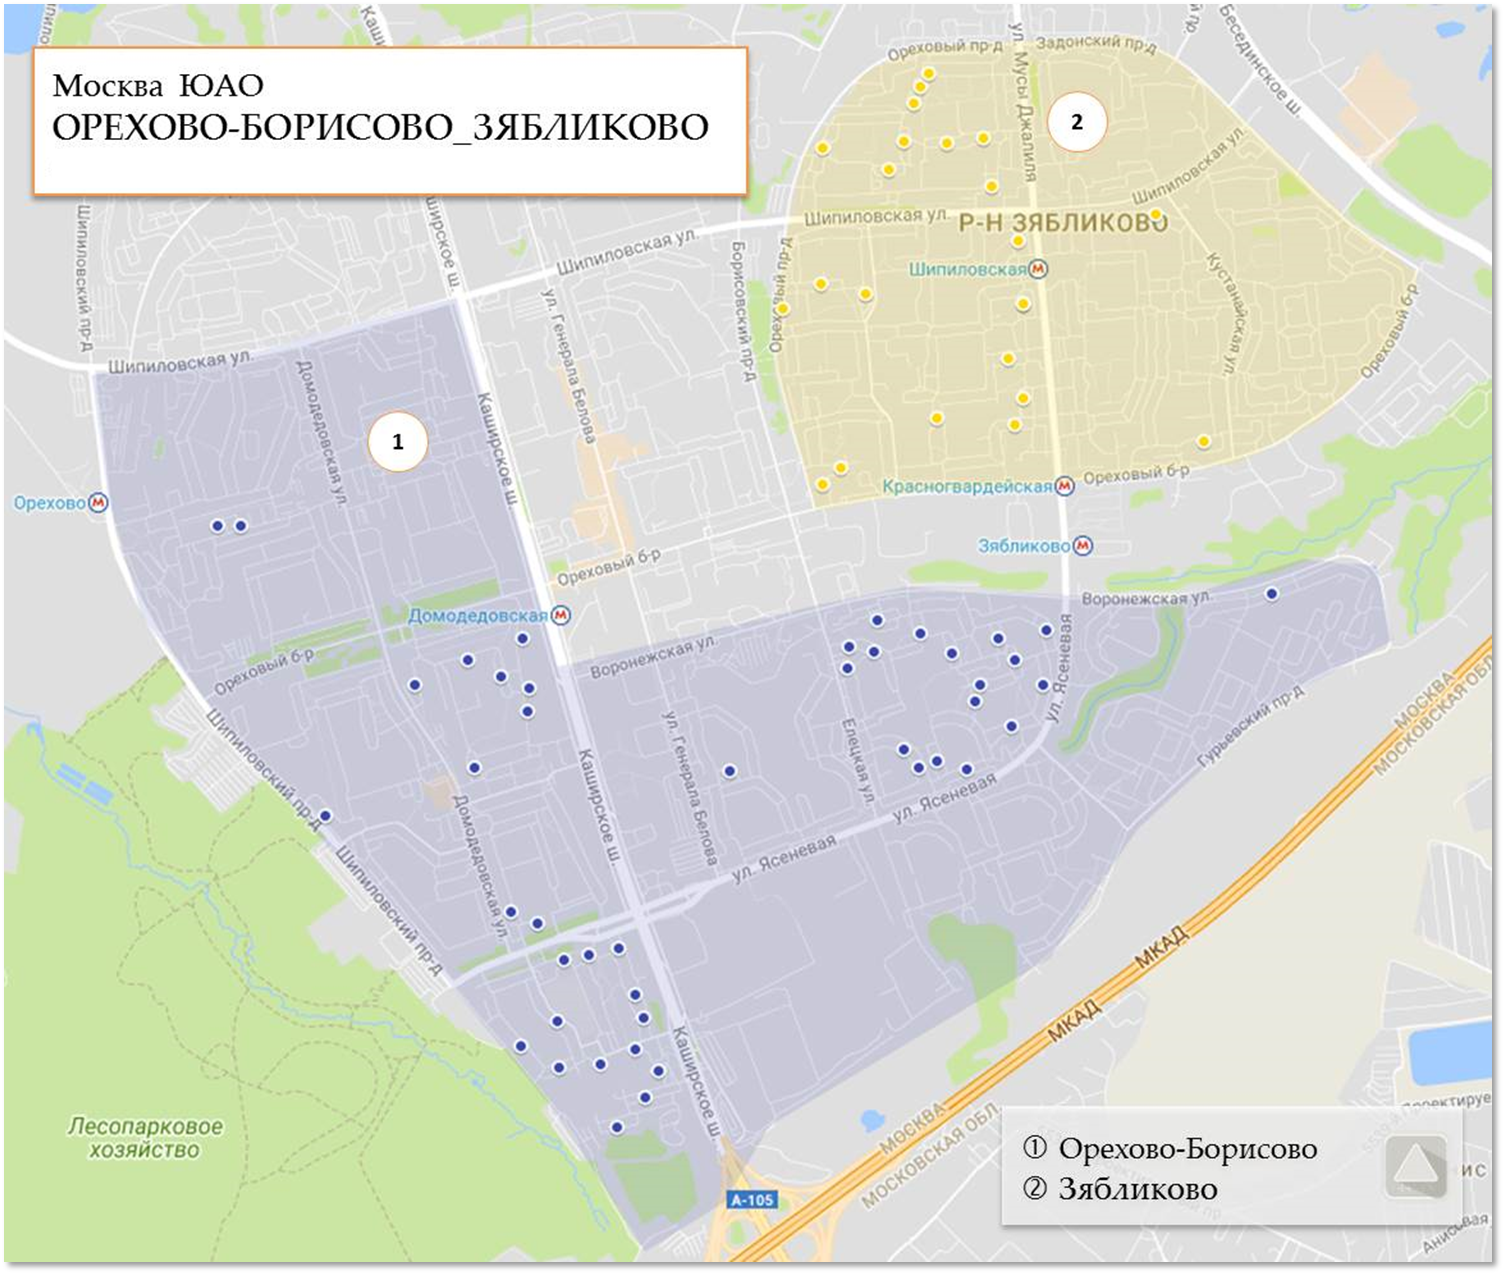 Москва ЮАО
ОРЕХОВО-БОРИСОВО_ЗЯБЛИКОВО
Ореховый пр-д
Задонский пр-д
ул. Мусы Джалиля
Бесединское ш.
2
Шипиловская ул.
Шипиловская ул.
Р-Н ЗЯБЛИКОВО
Шипиловский пр-д
Шипиловская ул.
Борисовский пр-д
Ореховый пр-д
Шипиловская
Кустанайская ул
Ореховый б-р
Шипиловская ул.
ул. Генерала Белова
Домодедовская ул.
Каширское ш.
1
Орехово
Красногвардейская
Ореховый б-р
Зябликово
Ореховый б-р
Домодедовская
Воронежская ул.
Воронежская ул.
Ореховый б-р
ул. Ясеневая
Шипиловский пр-д
ул. Генерала Белова
Елецкая ул.
Гурьевский пр-д
МОСКВА
МОСКОВСКАЯ ОБЛ
Каширское ш.
Домодедовская ул.
ул. Ясеневая
ул. Ясеневая
Шипиловский пр-д
МКАД
МКАД
Каширское ш.
Лесопарковое
хозяйство
МОСКВА
МОСКОВСКАЯ ОБЛ.
А-105
① Орехово-Борисово
② Зябликово